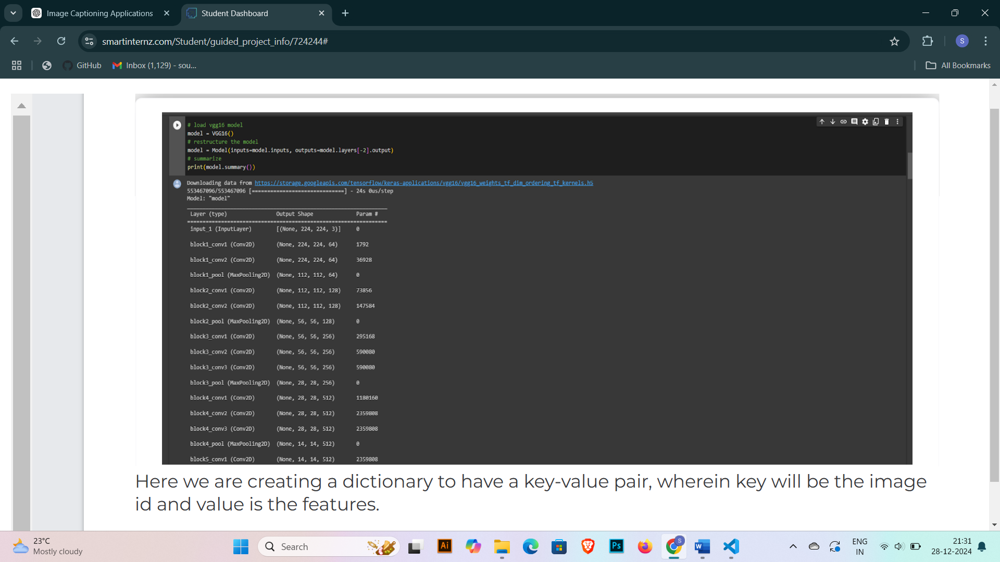 Image Captioning Applications
Student Dashboard
smartinternz.com/Student/guided_project_info/724244#
S
GitHub
Inbox (1,129) - sou...
All Bookmarks
# load vgg16 model
model = VGG16()
# restructure the model
model = Model(inputs=model.inputs, outputs=model.layers[-2].output)
# summarize
print(model.summary())
Downloading data from https://storage.googleapis.com/tensorflow/keras-applications/vgg16/vgg16_weights_tf_dim_ordering_tf_kernels.h5
553467096/553467096 [==============================] - 24s 0us/step
Model: "model"
Layer (type) Output Shape Param #
input_1 (InputLayer) [(None, 224, 224, 3)] 0
block1_conv1 (Conv2D) (None, 224, 224, 64) 1792
block1_conv2 (Conv2D) (None, 224, 224, 64) 36928
block1_pool (MaxPooling2D) (None, 112, 112, 64) 0
block2_conv1 (Conv2D) (None, 112, 112, 128) 73856
block2_conv2 (Conv2D) (None, 112, 112, 128) 147584
block2_pool (MaxPooling2D) (None, 56, 56, 128) 0
block3_conv1 (Conv2D) (None, 56, 56, 256) 295168
block3_conv2 (Conv2D) (None, 56, 56, 256) 590080
block3_conv3 (Conv2D) (None, 56, 56, 256) 590080
block3_pool (MaxPooling2D) (None, 28, 28, 256) 0
block4_conv1 (Conv2D) (None, 28, 28, 512) 1180160
block4_conv2 (Conv2D) (None, 28, 28, 512) 2359808
block4_conv3 (Conv2D) (None, 28, 28, 512) 2359808
block4_pool (MaxPooling2D) (None, 14, 14, 512) 0
block5_conv1 (Conv2D) (None, 14, 14, 512) 2359808
Here we are creating a dictionary to have a key-value pair, wherein key will be the image
id and value is the features.
23°C
Mostly cloudy
Search
Ai
Ps
S
W
ENG
IN
21:31
28-12-2024